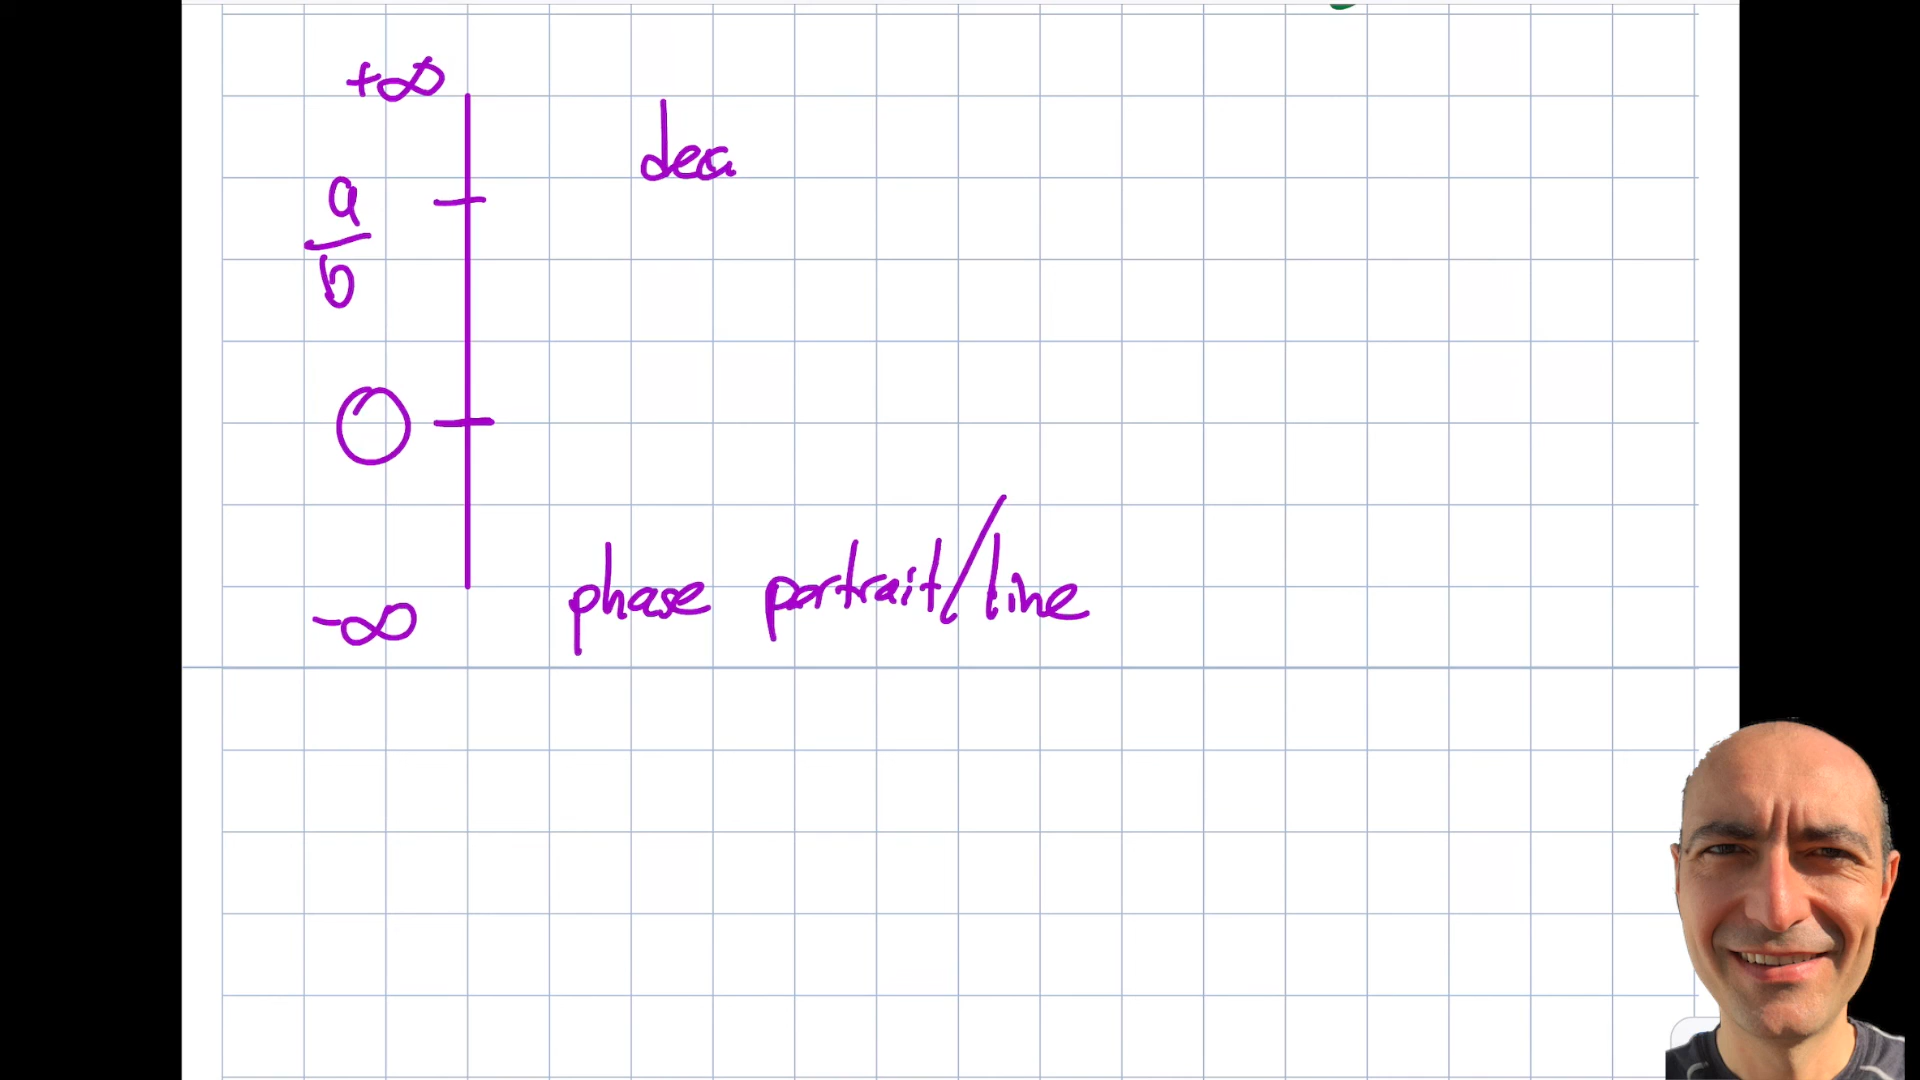 +∞
dec
a
b
0
phase portrait/line
-∞